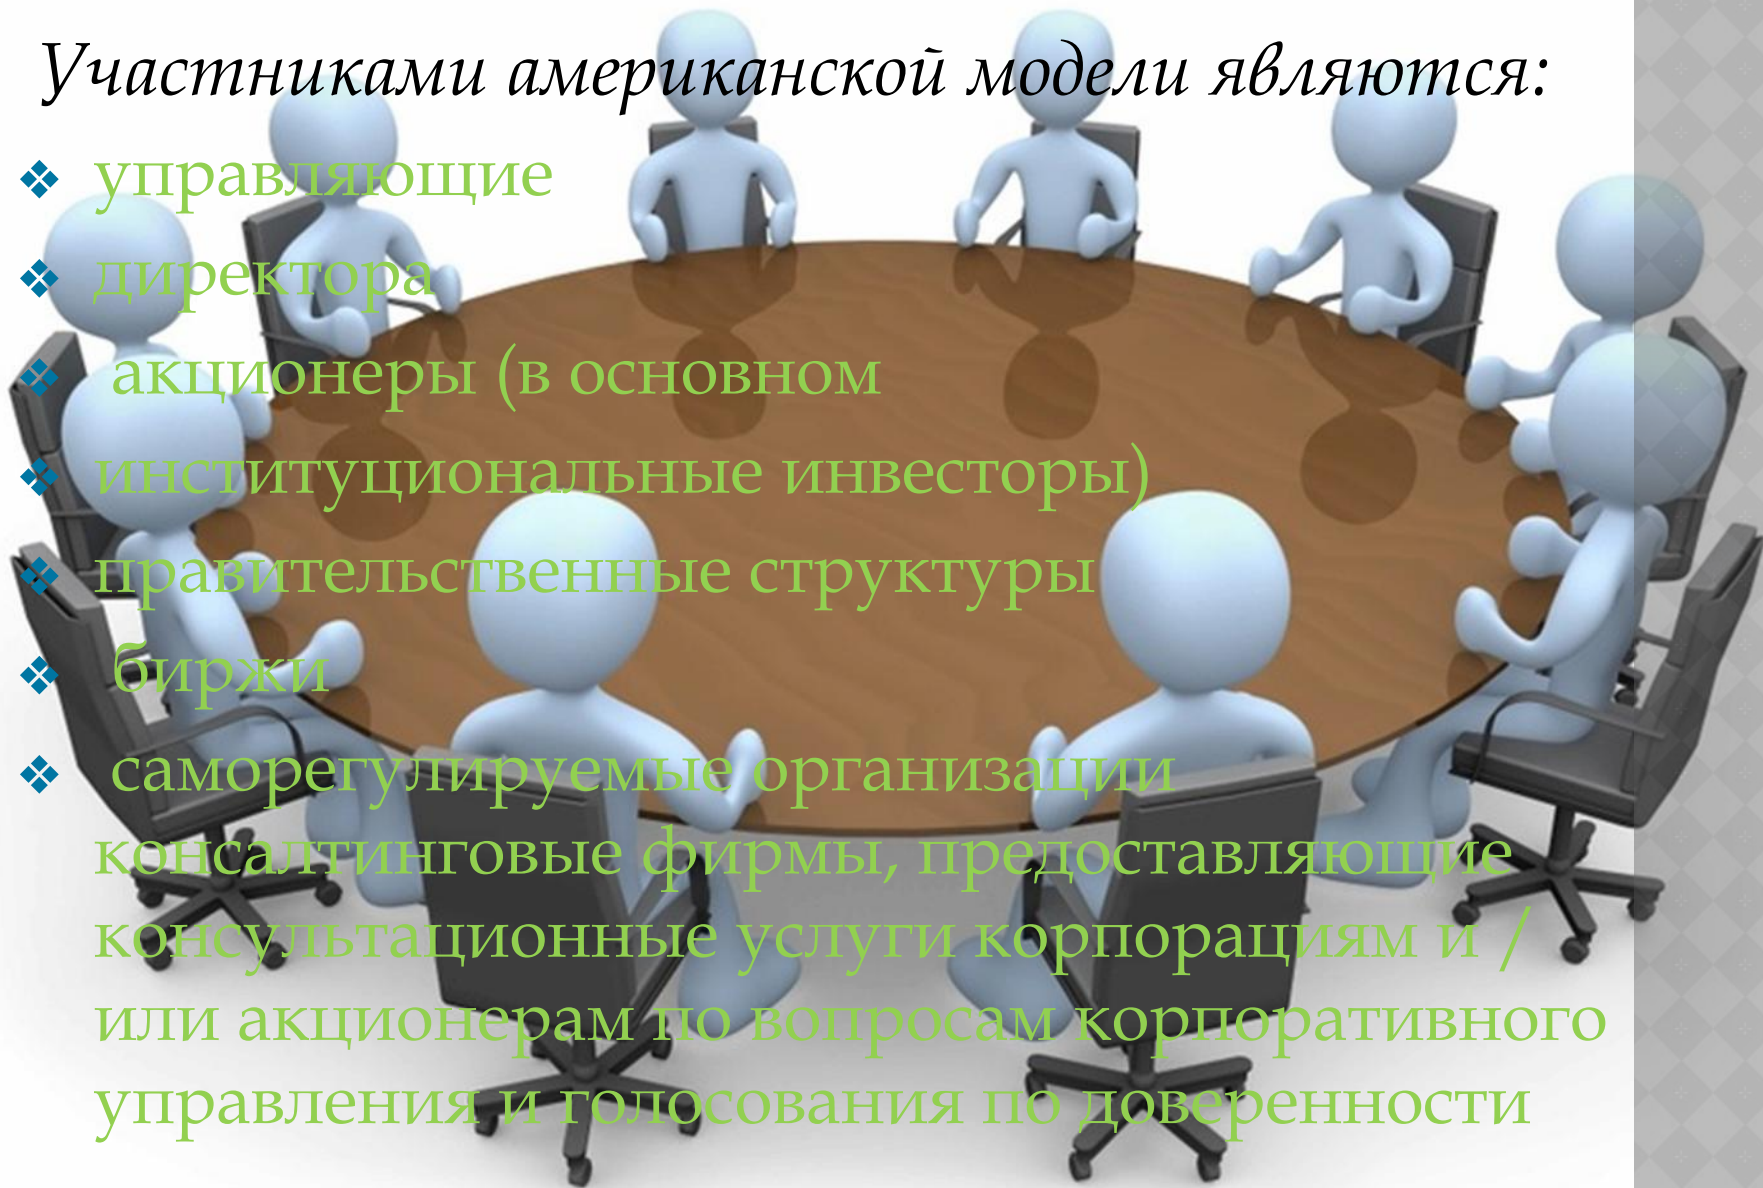 Участниками американской модели являются:
❖ управляющие
❖ директора
❖ акционеры (в основном
❖ институциональные инвесторы)
❖ правительственные структуры
❖ биржи
❖ саморегулируемые организации
консалтинговые фирмы, предоставляющие
консультационные услуги корпорациям и /
или акционерам по вопросам корпоративного
управления и голосования по доверенности